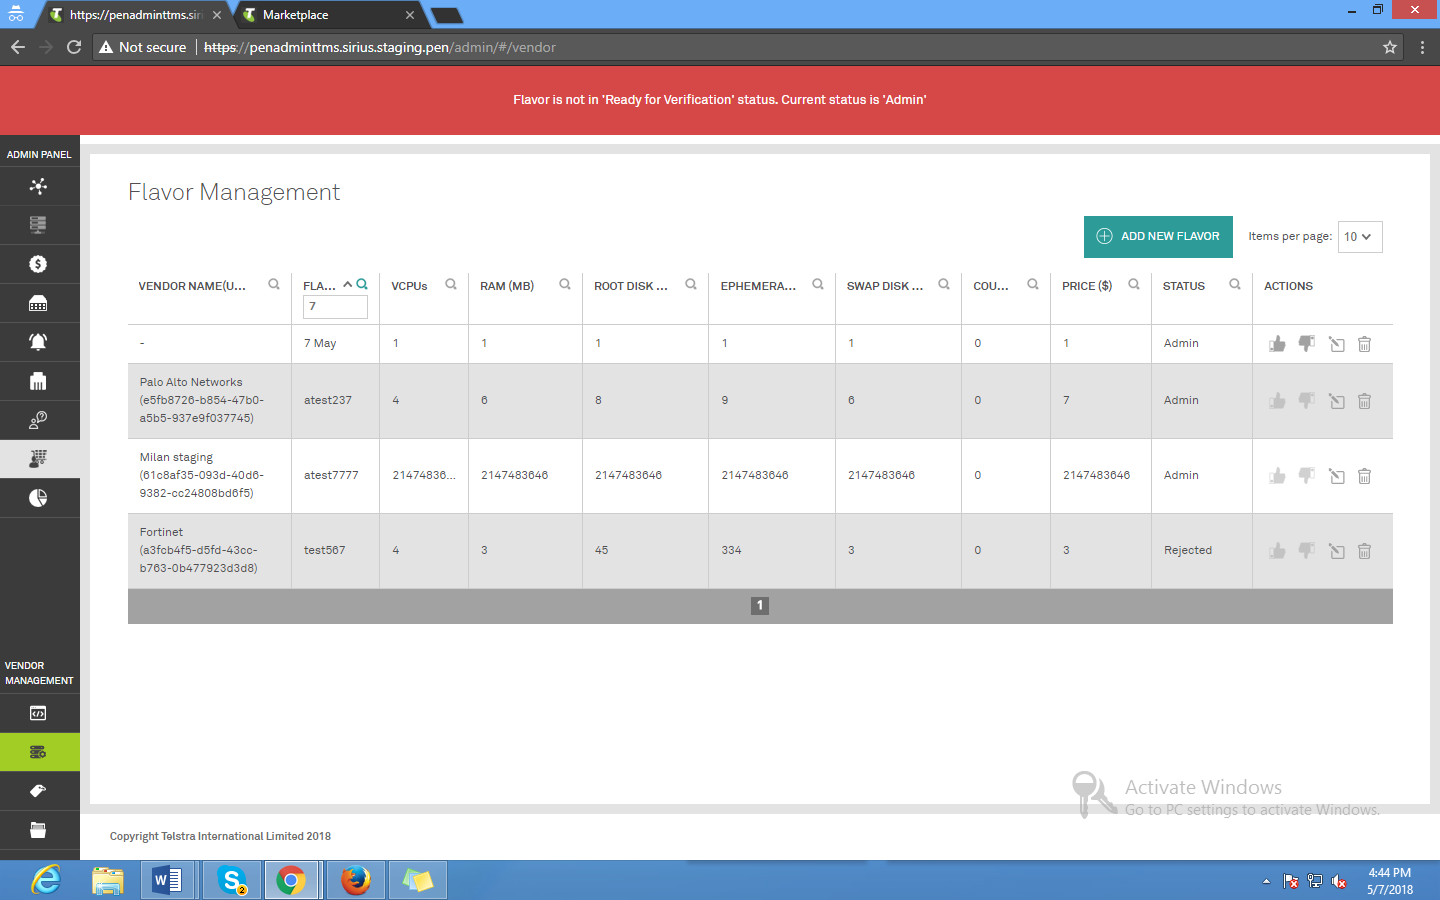 https://penadminttms.siri
Marketplace
Not secure
https://penadminttms.sirius.staging.pen/admin/#/vendor
Flavor is not in 'Ready for Verification' status. Current status is 'Admin'
ADMIN PANEL
Flavor Management
ADD NEW FLAVOR
Items per page: 10
VENDOR NAME(U... FLA... VCPUs RAM (MB) ROOT DISK ... EPHEMERA... SWAP DISK ... COU... PRICE ($) STATUS ACTIONS
7
- 7 May 1 1 1 1 1 0 1 Admin
Palo Alto Networks
(e5fb8726-b854-47b0- atest237 4 6 8 9 6 0 7 Admin
a5b5-937e9f037745)
Milan staging
(61c8af35-093d-40d6- atest7777 21474836... 2147483646 2147483646 2147483646 2147483646 0 2147483646 Admin
9382-cc24808bd6f5)
Fortinet
(a3fcb4f5-d5fd-43cc- test567 4 3 45 334 3 0 3 Rejected
b763-0b477923d3d8)
1
VENDOR
MANAGEMENT
Activate Windows
Go to PC settings to activate Windows.
Copyright Telstra International Limited 2018
2
4:44 PM
5/7/2018